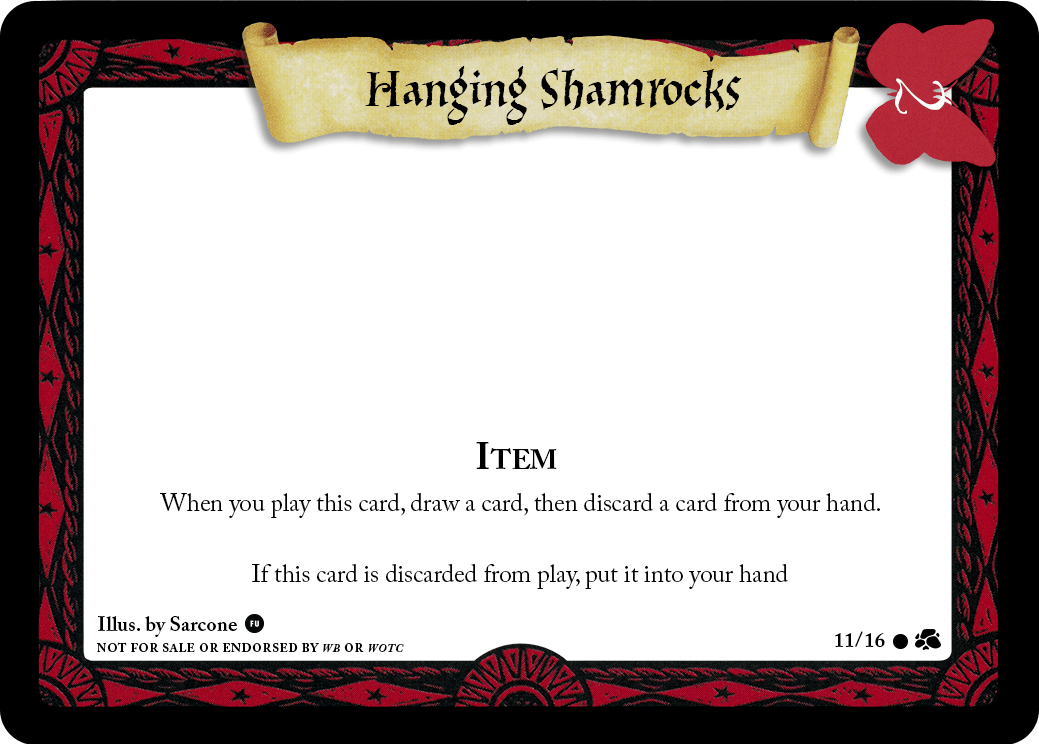 Hanging Shamrocks
2
ITEM
When you play this card, draw a card, then discard a card from your hand.
If this card is discarded from play, put it into your hand
Illus. by Sarcone FU
NOT FOR SALE OR ENDORSED BY WB OR WOTC
11/16